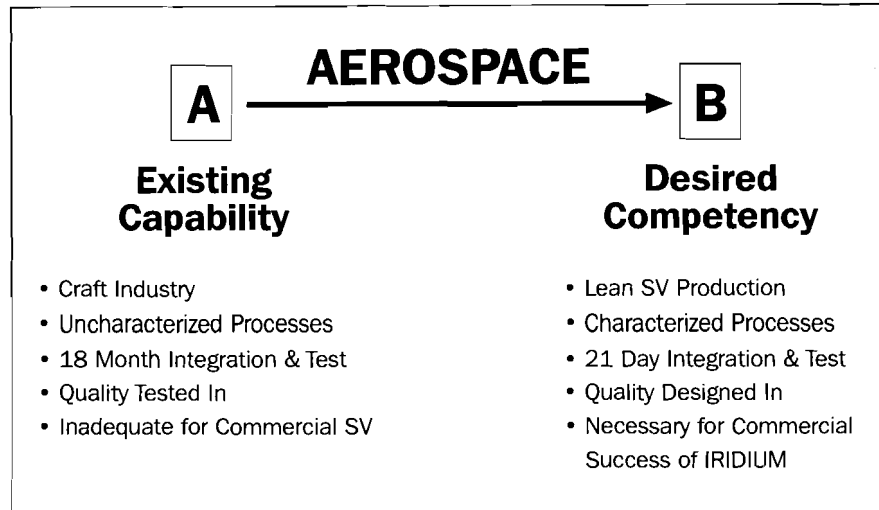 AEROSPACE
A
B
Existing
Capability
Desired
Competency
• Craft Industry
• Uncharacterized Processes
• 18 Month Integration & Test
• Quality Tested In
• Inadequate for Commercial SV
• Lean SV Production
• Characterized Processes
• 21 Day Integration & Test
• Quality Designed In
• Necessary for Commercial
Success of IRIDIUM